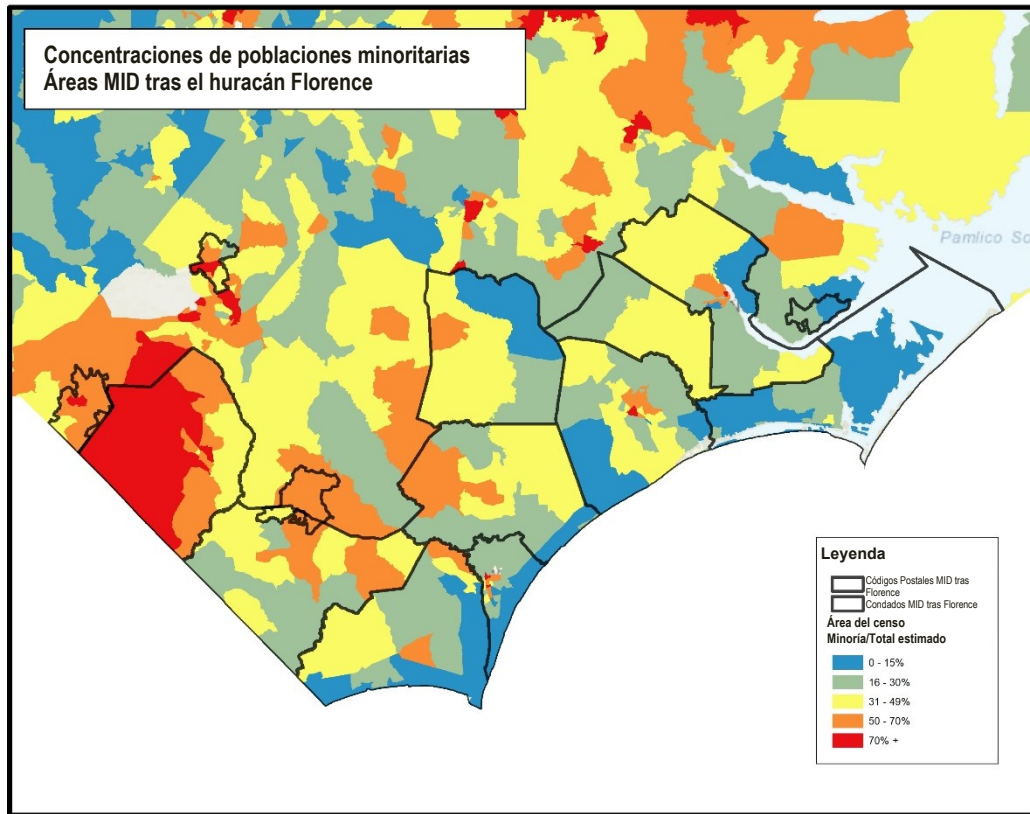 Concentraciones de poblaciones minoritarias
Áreas MID tras el huracán Florence
Pamlico So
Leyenda
Códigos Postales MID tras
Florence
Condados MID tras Florence
Área del censo
Minoría/Total estimado
0 - 15%
16 - 30%
31 - 49%
50 - 70%
70% +